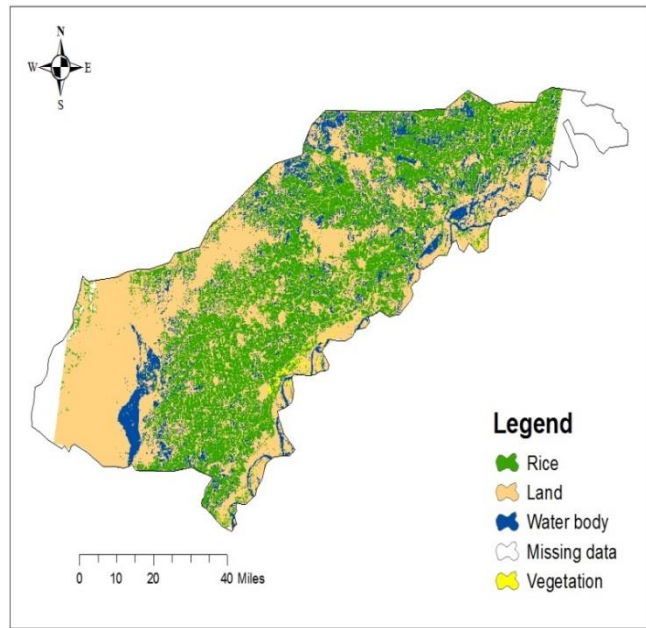 N
W E
S
Legend
Rice
Land
Water body
Missing data
Vegetation
0 10 20 40 Miles